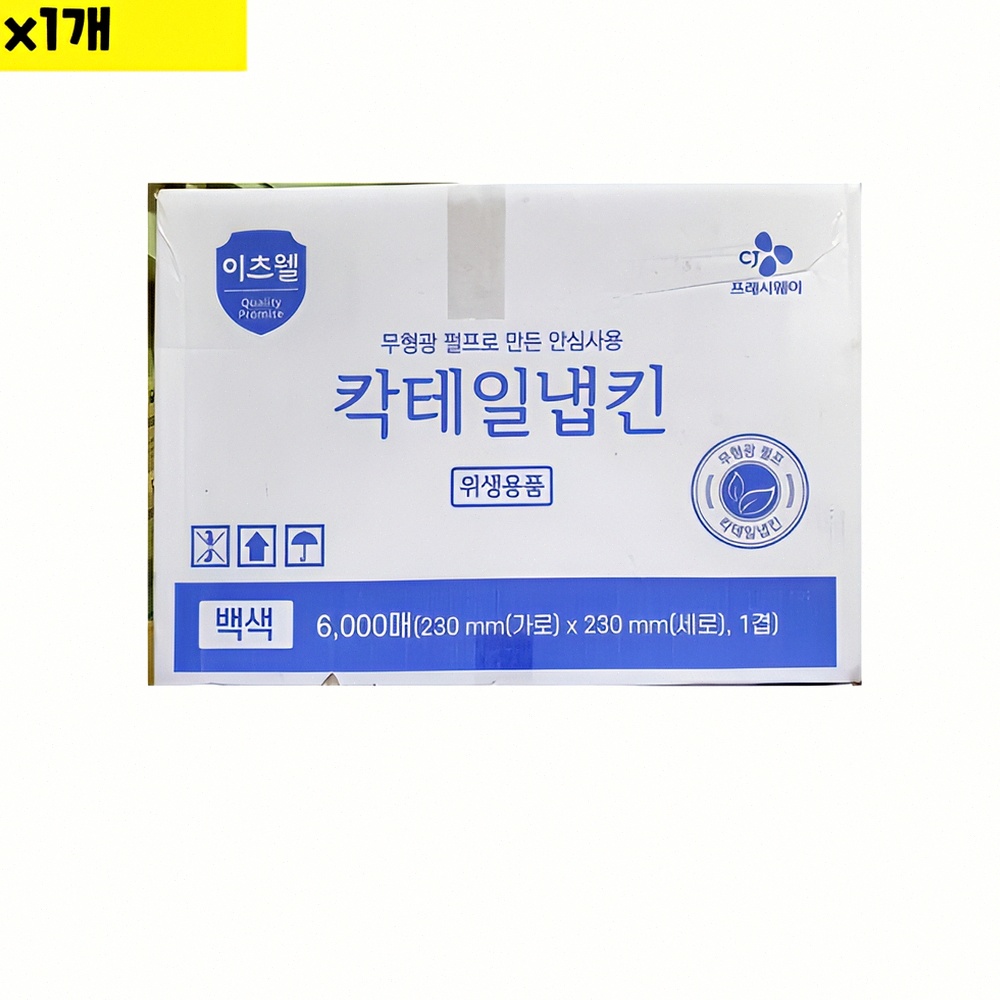 x1개
이츠웰
Quality
Promise
CJ
프레시웨이
무형광 펄프로 만든 안심사용
칵테일냅킨
위생용품
무형광 펄프
칵테일냅킨
백색
6,000매(230 mm(가로) x 230 mm(세로), 1겹)